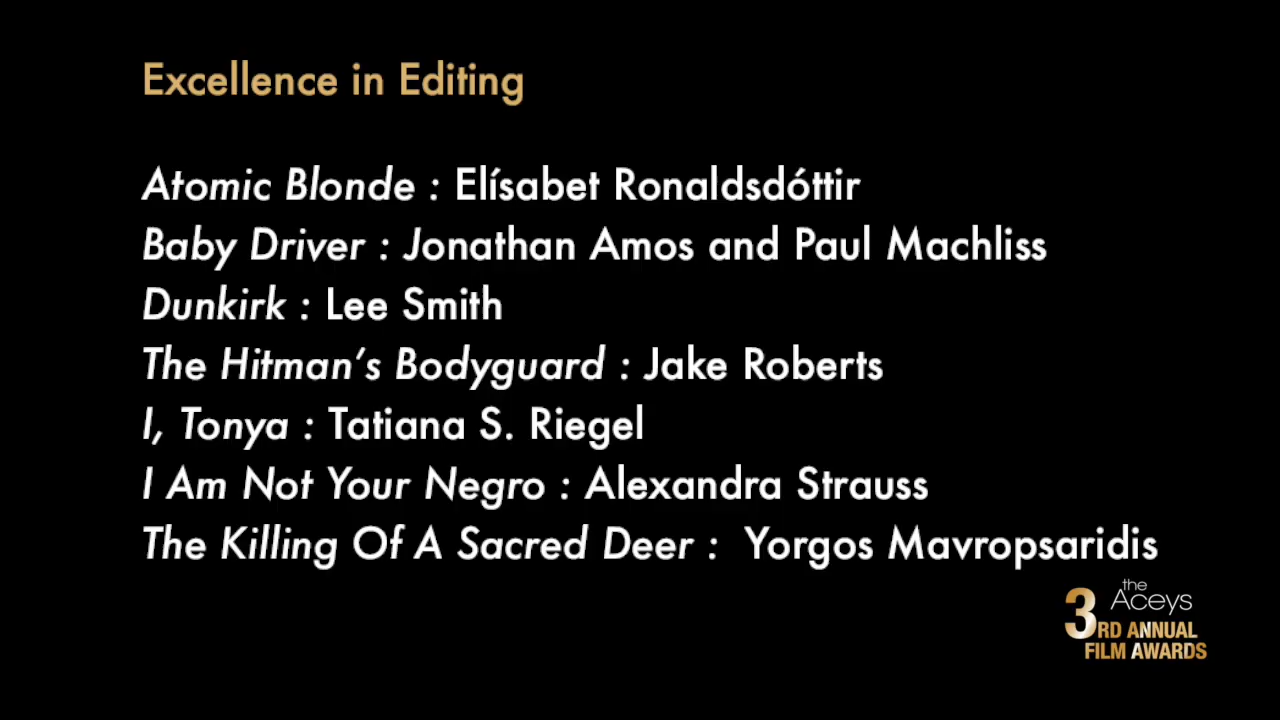 Excellence in Editing
Atomic Blonde : Elísabet Ronaldsdóttir
Baby Driver : Jonathan Amos and Paul Machliss
Dunkirk : Lee Smith
The Hitman’s Bodyguard : Jake Roberts
I, Tonya : Tatiana S. Riegel
I Am Not Your Negro : Alexandra Strauss
The Killing Of A Sacred Deer :  Yorgos Mavropsaridis
the
Aceys
3RD ANNUAL
FILM AWARDS